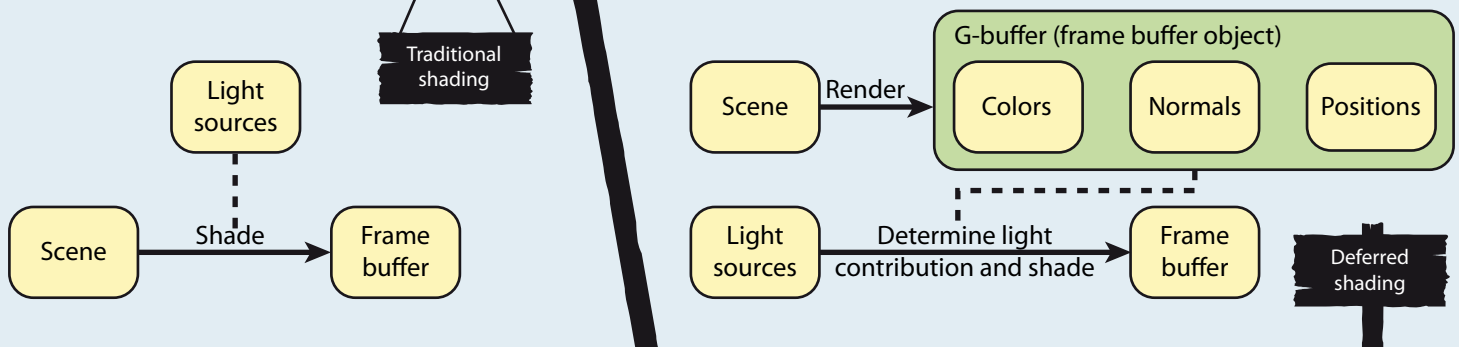 Traditional
shading
Light
sources
Scene
Shade
Frame
buffer
G-buffer (frame buffer object)
Scene
Render
Colors
Normals
Positions
Light
sources
Determine light
contribution and shade
Frame
buffer
Deferred
shading